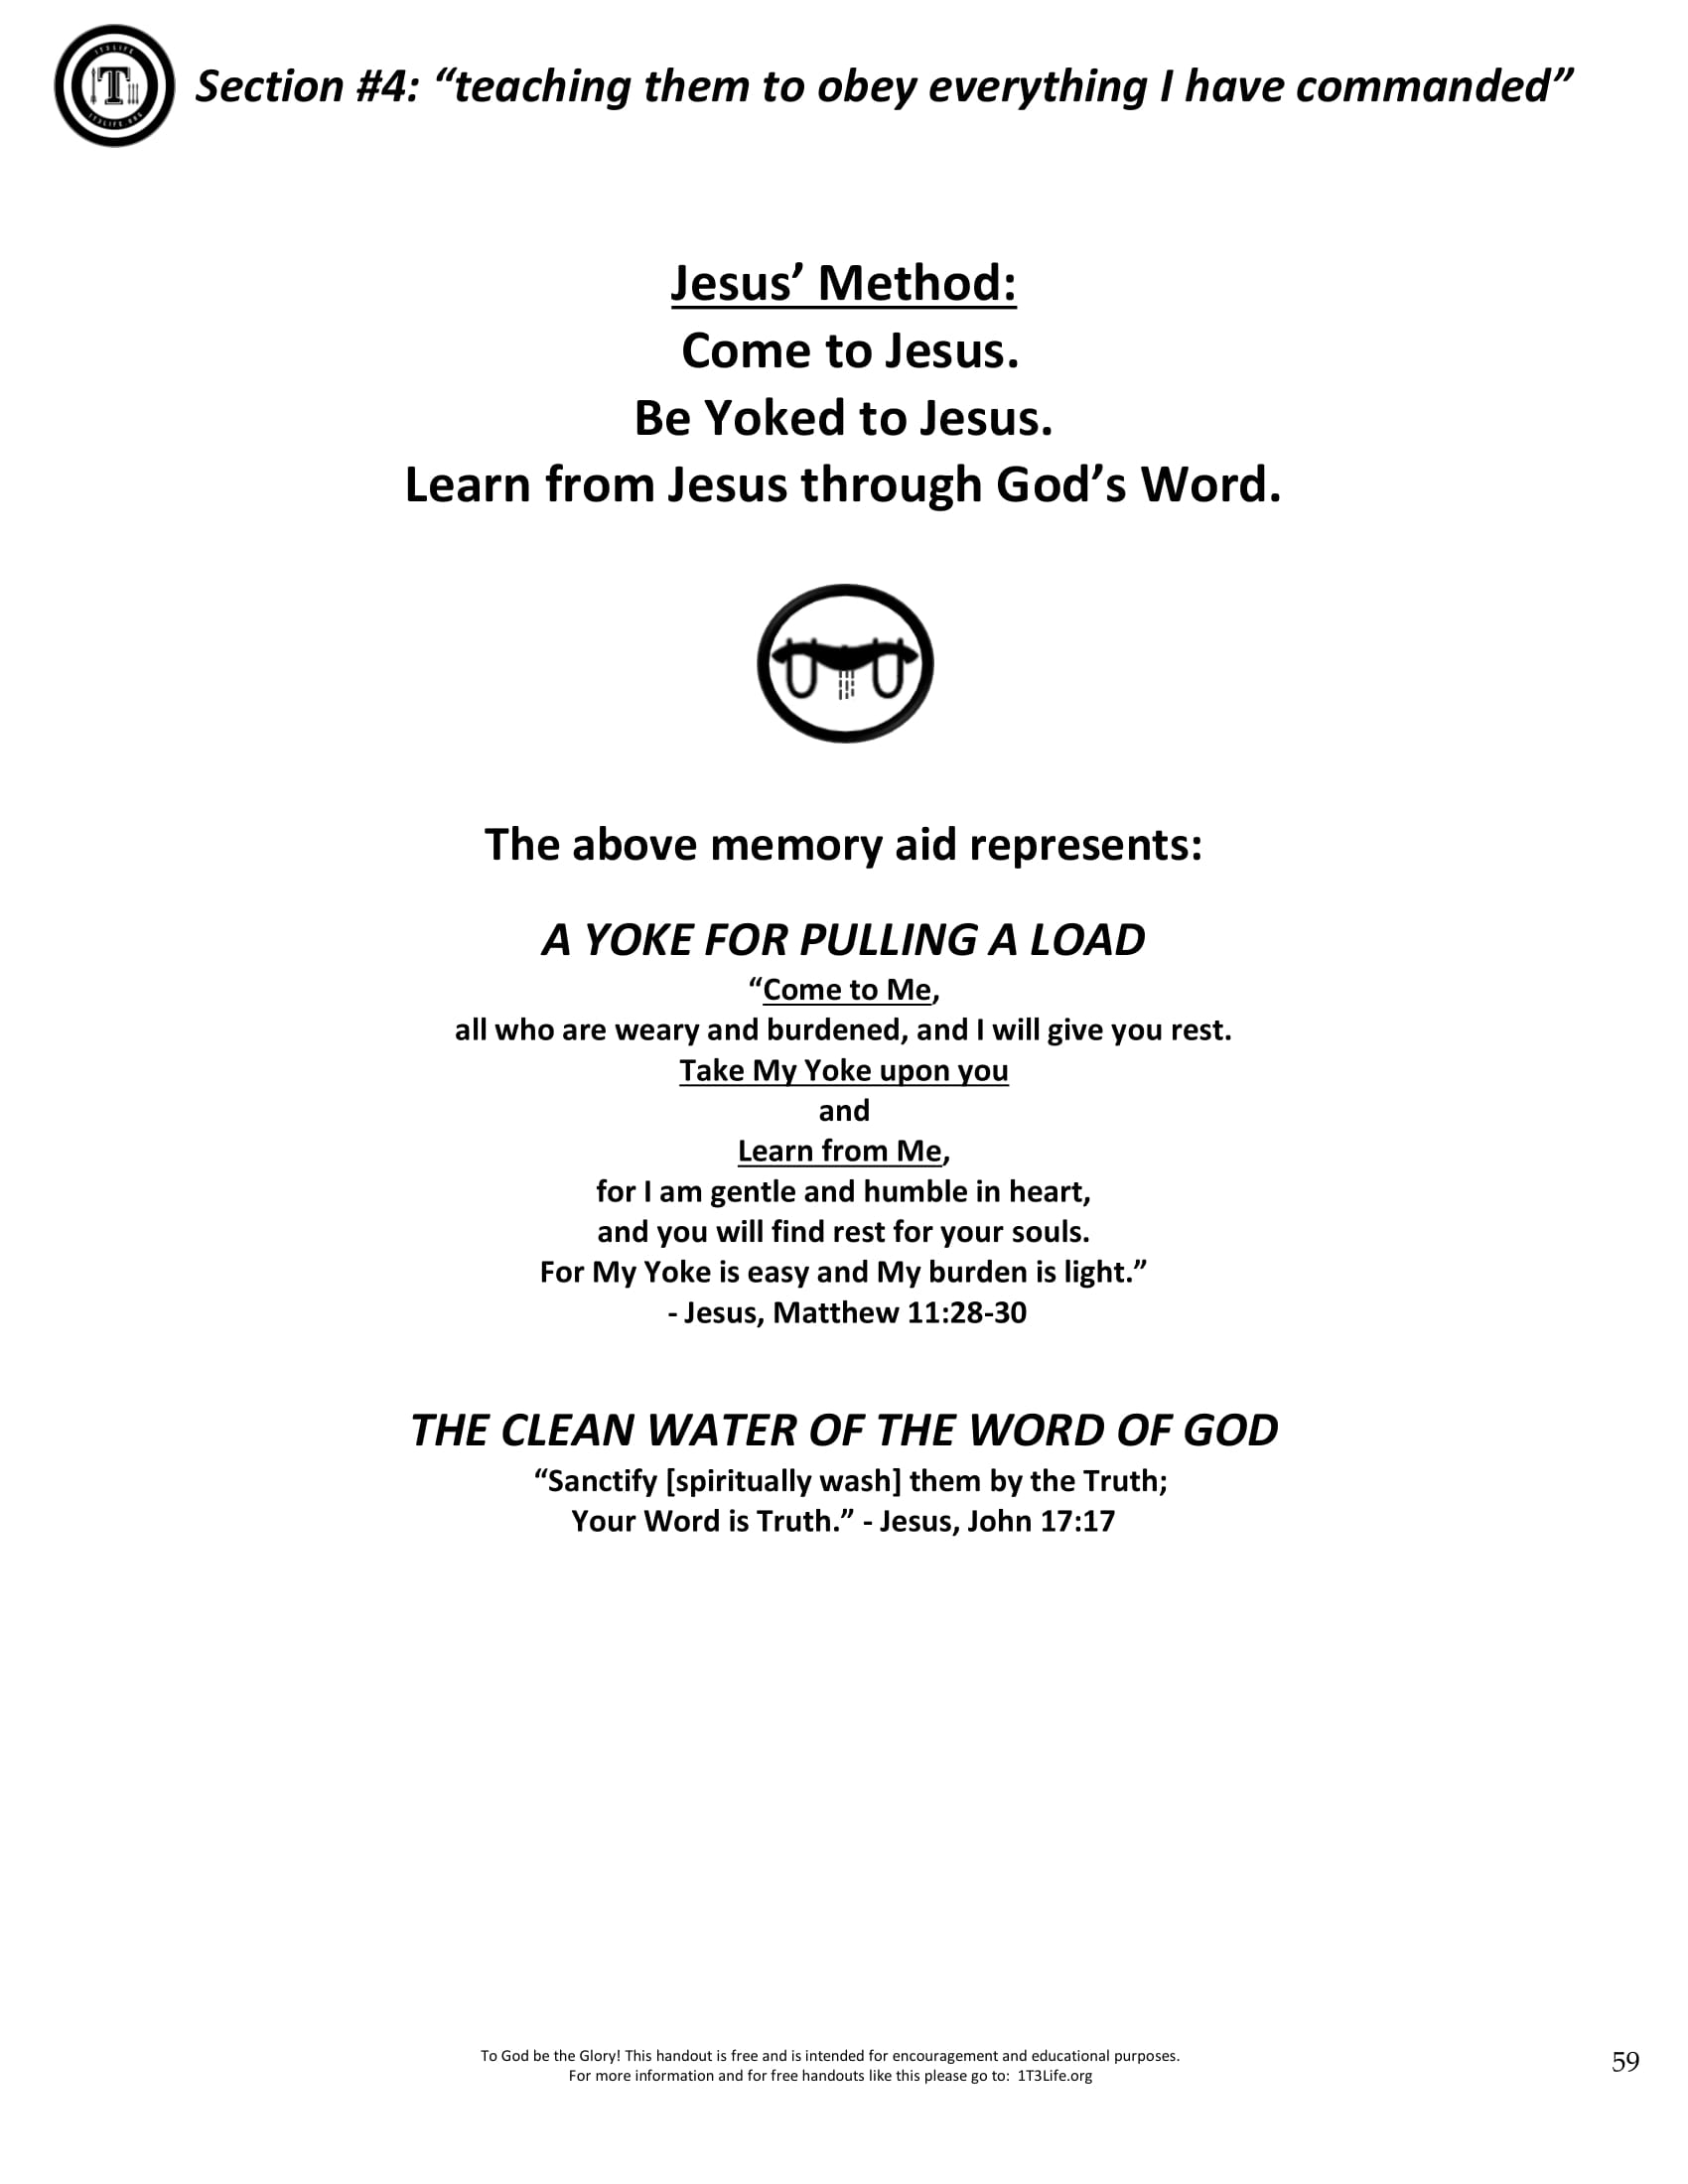 Section #4: “teaching them to obey everything I have commanded”
Jesus’ Method:
Come to Jesus.
Be Yoked to Jesus.
Learn from Jesus through God’s Word.
The above memory aid represents:
A YOKE FOR PULLING A LOAD
“Come to Me,
all who are weary and burdened, and I will give you rest.
Take My Yoke upon you
and
Learn from Me,
for I am gentle and humble in heart,
and you will find rest for your souls.
For My Yoke is easy and My burden is light.”
- Jesus, Matthew 11:28-30
THE CLEAN WATER OF THE WORD OF GOD
“Sanctify [spiritually wash] them by the Truth;
Your Word is Truth.” - Jesus, John 17:17
To God be the Glory! This handout is free and is intended for encouragement and educational purposes.
For more information and for free handouts like this please go to: 1T3Life.org
59